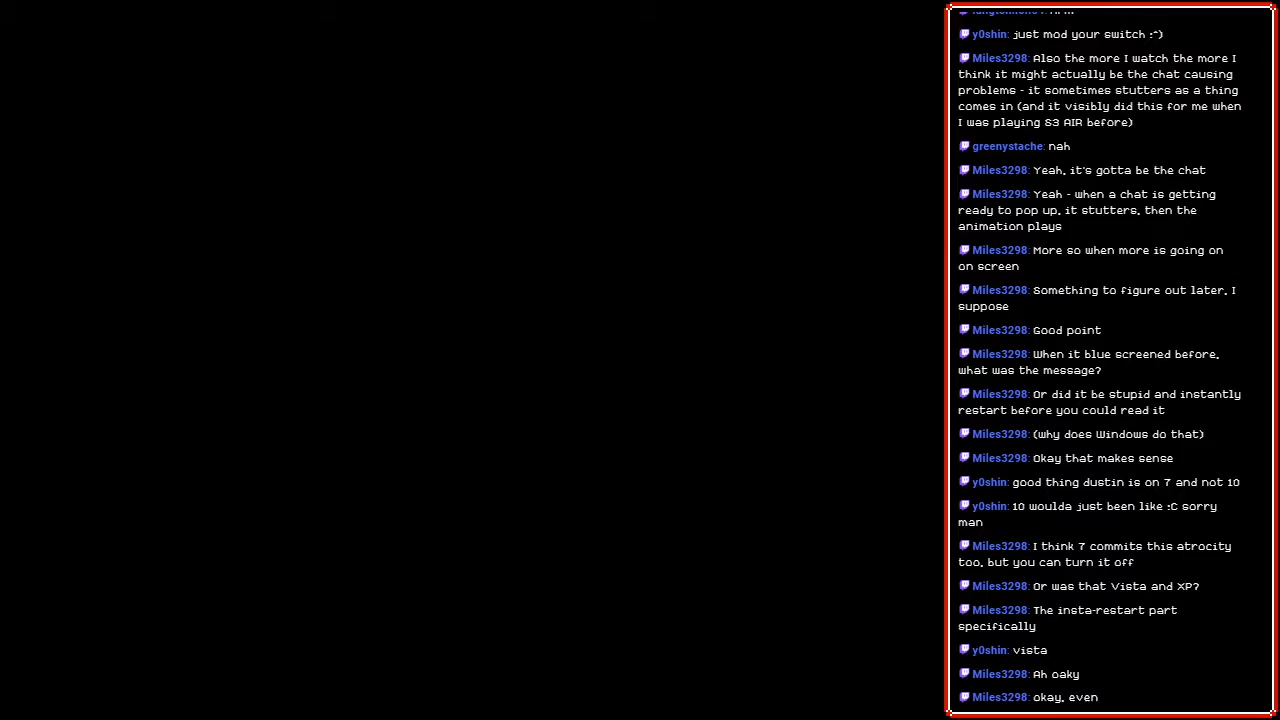 y0shin: just mod your switch :^)
Miles3298: Also the more I watch the more I
think it might actually be the chat causing
problems - it sometimes stutters as a thing
comes in (and it visibly did this for me when
I was playing S3 AIR before)
greenystache: nah
Miles3298: Yeah, it's gotta be the chat
Miles3298: Yeah - when a chat is getting
ready to pop up, it stutters, then the
animation plays
Miles3298: More so when more is going on
on screen
Miles3298: Something to figure out later, I
suppose
Miles3298: Good point
Miles3298: When it blue screened before,
what was the message?
Miles3298: Or did it be stupid and instantly
restart before you could read it
Miles3298: (why does Windows do that)
Miles3298: Okay that makes sense
y0shin: good thing dustin is on 7 and not 10
y0shin: 10 woulda just been like :C sorry
man
Miles3298: I think 7 commits this atrocity
too, but you can turn it off
Miles3298: Or was that Vista and XP?
Miles3298: The insta-restart part
specifically
y0shin: vista
Miles3298: Ah oaky
Miles3298: okay, even